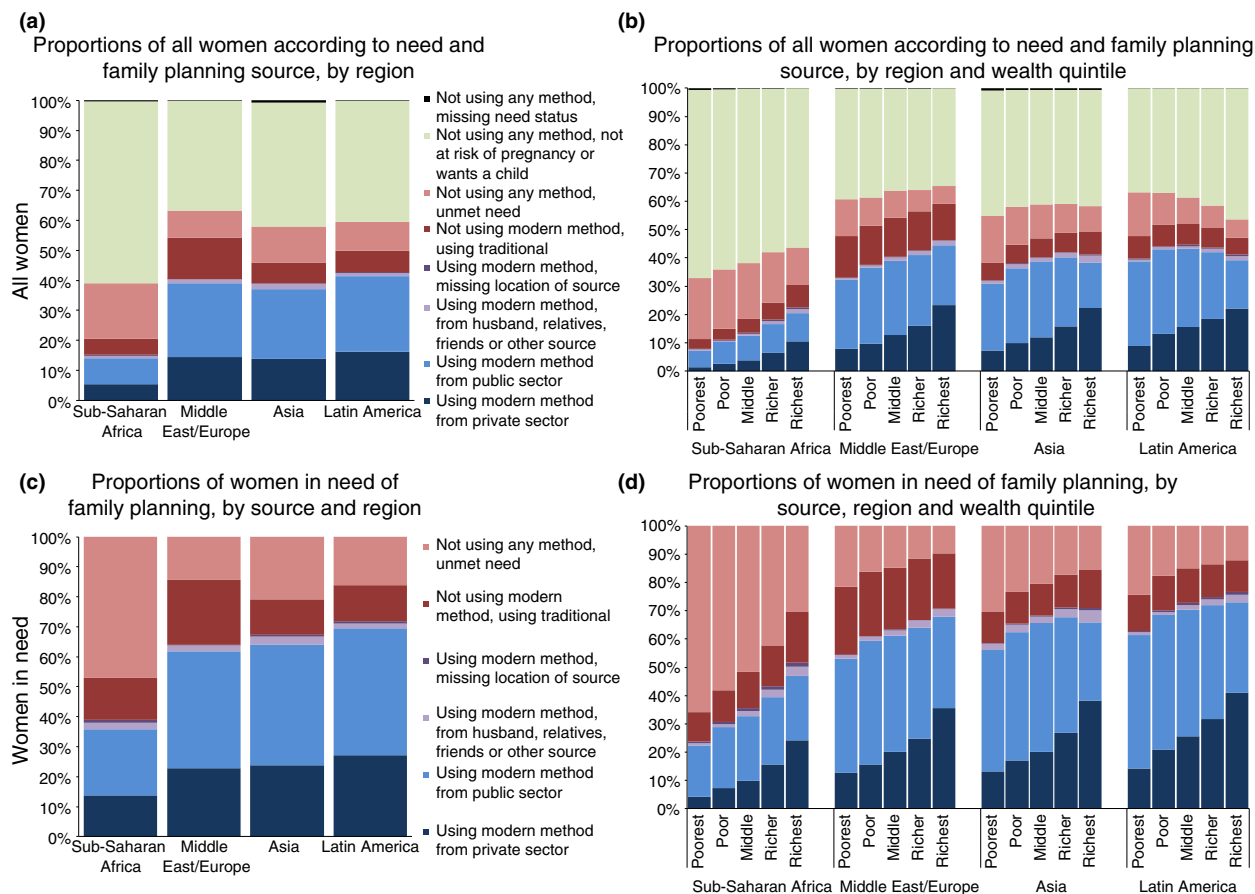 (a)
Proportions of all women according to need and
family planning source, by region
All women
100%
90%
80%
70%
60%
50%
40%
30%
20%
10%
0%
Sub-Saharan
Africa
Middle
East/Europe
Asia
Latin America
Not using any method,
missing need status
Not using any method, not
at risk of pregnancy or
wants a child
Not using any method,
unmet need
Not using modern method,
using traditional
Using modern method,
missing location of source
Using modern method,
from husband, relatives,
friends or other source
Using modern method
from public sector
Using modern method
from private sector
(b)
Proportions of all women according to need and family planning
source, by region and wealth quintile
100%
90%
80%
70%
60%
50%
40%
30%
20%
10%
0%
Poorest
Poor
Middle
Richer
Richest
Poorest
Poor
Middle
Richer
Richest
Poorest
Poor
Middle
Richer
Richest
Poorest
Poor
Middle
Richer
Richest
Sub-Saharan Africa
Middle East/Europe
Asia
Latin America
(c)
Proportions of women in need of
family planning, by source and region
Women in need
100%
90%
80%
70%
60%
50%
40%
30%
20%
10%
0%
Sub-Saharan
Africa
Middle
East/Europe
Asia
Latin America
Not using any method,
unmet need
Not using modern
method, using traditional
Using modern method,
missing location of source
Using modern method,
from husband, relatives,
friends or other source
Using modern method
from public sector
Using modern method
from private sector
(d)
Proportions of women in need of family planning, by
source, region and wealth quintile
100%
90%
80%
70%
60%
50%
40%
30%
20%
10%
0%
Poorest
Poor
Middle
Richer
Richest
Poorest
Poor
Middle
Richer
Richest
Poorest
Poor
Middle
Richer
Richest
Poorest
Poor
Middle
Richer
Richest
Sub-Saharan Africa
Middle East/Europe
Asia
Latin America